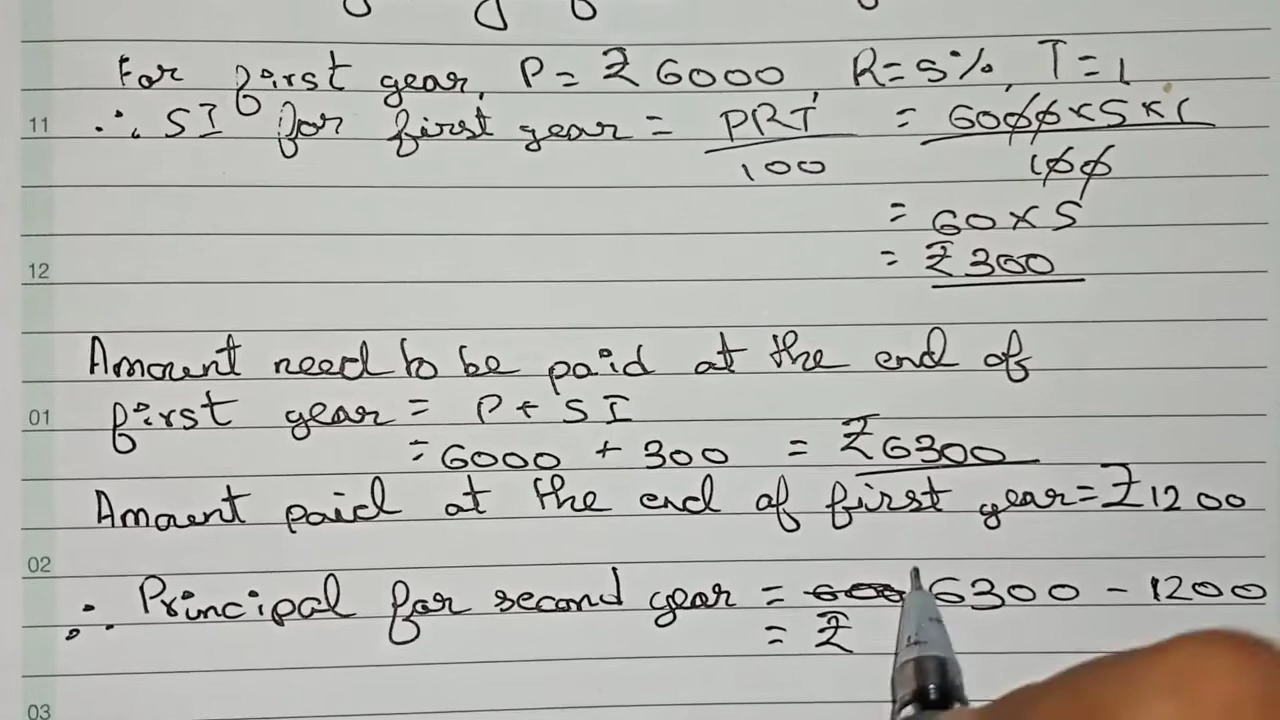 For first year, P = ₹ 6000, R = 5%, T = 1
11
∴ SI for first year = PRT / 100 = 6000 × 5 × 1 / 100
= 60 × 5
12
= ₹ 300
Amount need to be paid at the end of
01
first year = P + SI
= 6000 + 300 = ₹ 6300
Amount paid at the end of first year = ₹ 1200
02
∴ Principal for second year = 6300 - 1200
= ₹
03